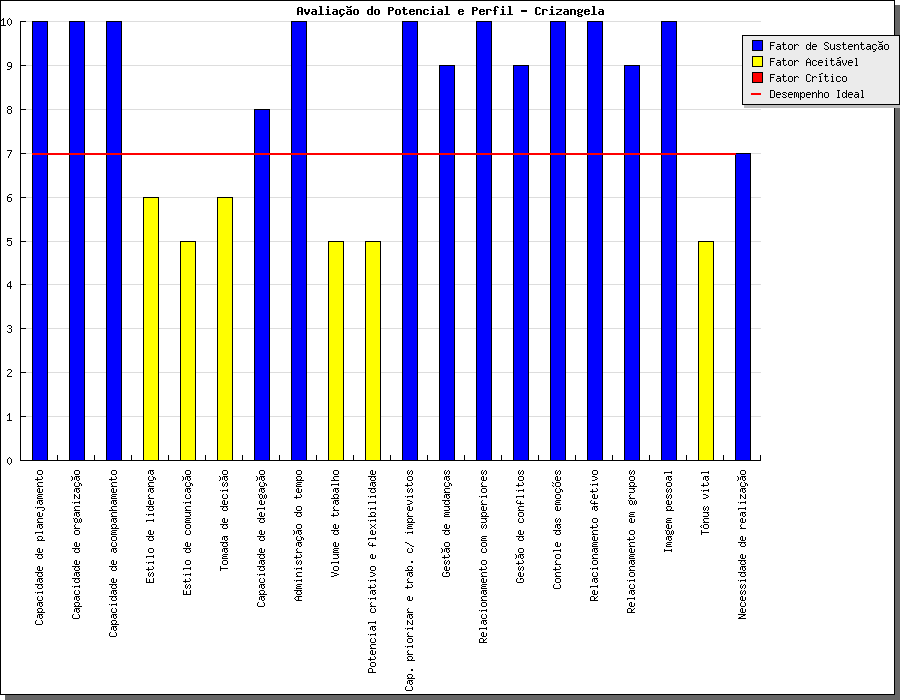 Avaliação do Potencial e Perfil - Crizangela
10
9
8
7
6
5
4
3
2
1
0
Fator de Sustentação
Fator Aceitável
Fator Crítico
Desempenho Ideal
Capacidade de planejamento
Capacidade de organização
Capacidade de acompanhamento
Estilo de liderança
Estilo de comunicação
Tomada de decisão
Capacidade de delegação
Administração do tempo
Volume de trabalho
Potencial criativo e flexibilidade
Cap. priorizar e trab. c/ imprevistos
Gestão de mudanças
Relacionamento com superiores
Gestão de conflitos
Controle das emoções
Relacionamento afetivo
Relacionamento em grupos
Imagem pessoal
Tônus vital
Necessidade de realização